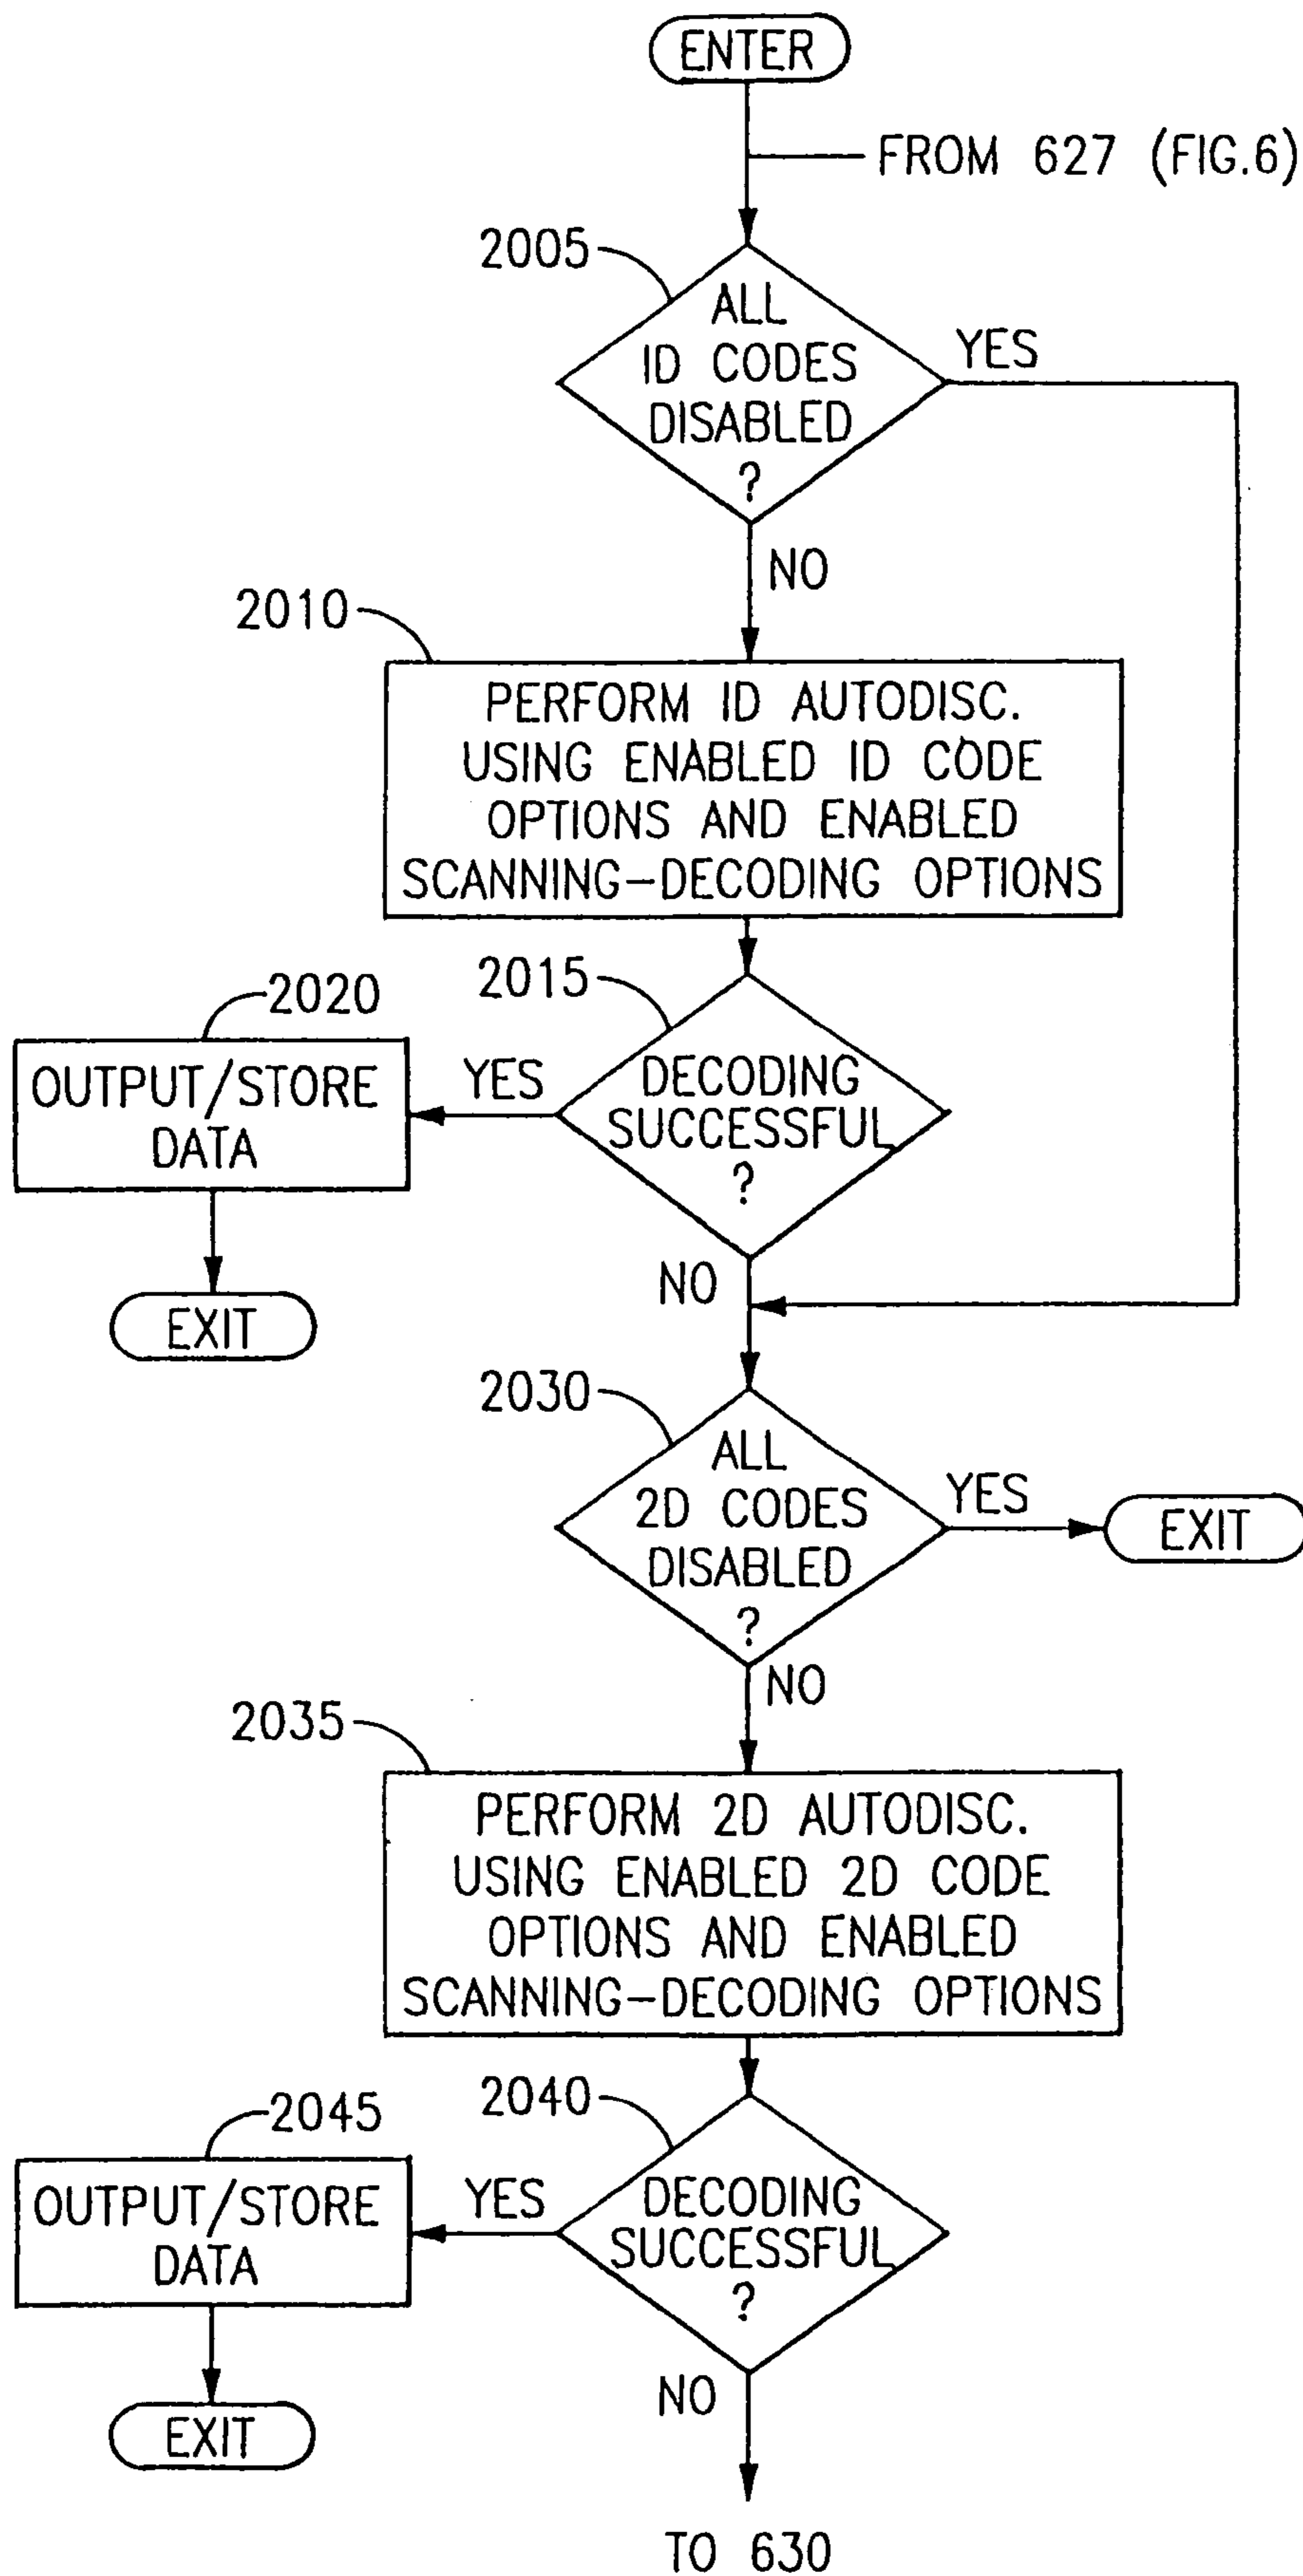 ENTER
FROM 627 (FIG.6)
2005
ALL
ID CODES
DISABLED
?
YES
NO
2010
PERFORM ID AUTODISC.
USING ENABLED ID CODE
OPTIONS AND ENABLED
SCANNING-DECODING OPTIONS
2015
DECODING
SUCCESSFUL
?
YES
2020
OUTPUT/STORE
DATA
EXIT
NO
2030
ALL
2D CODES
DISABLED
?
YES
EXIT
NO
2035
PERFORM 2D AUTODISC.
USING ENABLED 2D CODE
OPTIONS AND ENABLED
SCANNING-DECODING OPTIONS
2040
DECODING
SUCCESSFUL
?
YES
2045
OUTPUT/STORE
DATA
EXIT
NO
TO 630